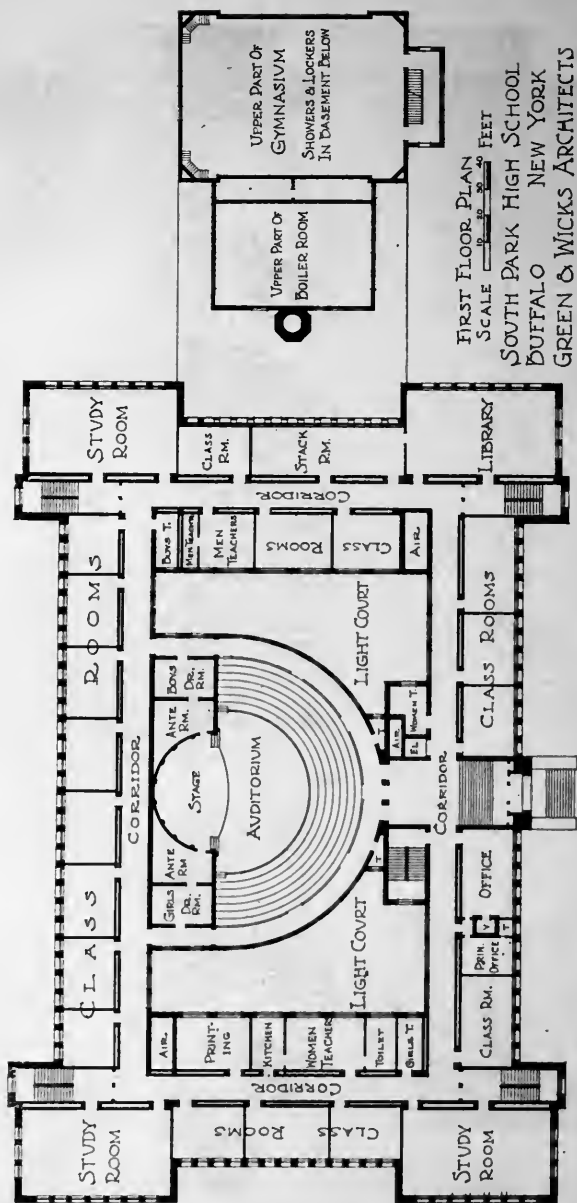 UPPER PART OF
GYMNASIUM
SHOWERS & LOCKERS
IN BASEMENT BELOW
UPPER PART OF
BOILER ROOM
FIRST FLOOR PLAN
SCALE 10 20 30 40 FEET
SOUTH PARK HIGH SCHOOL
BUFFALO NEW YORK
GREEN & WICKS ARCHITECTS
STUDY
ROOM
CLASS
RM.
STACK
RM.
LIBRARY
CORRIDOR
BOYS T.
MEN TEACHERS
MEN
TEACHERS
CLASS
ROOMS
AIR
CLASS ROOMS
CORRIDOR
LIGHT COURT
BOYS
DR. RM.
ANTE
RM.
STAGE
ANTE
RM
GIRLS
DR. RM.
AUDITORIUM
T
AIR
WOMEN T.
EL
T
CLASS ROOMS
CORRIDOR
LIGHT COURT
OFFICE
V
T
PRIN.
OFFICE
CLASS RM.
AIR
PRINT-
ING
KITCHEN
WOMEN
TEACHERS
TOILET
GIRLS T.
CORRIDOR
STUDY
ROOM
CLASS
ROOMS
STUDY
ROOM